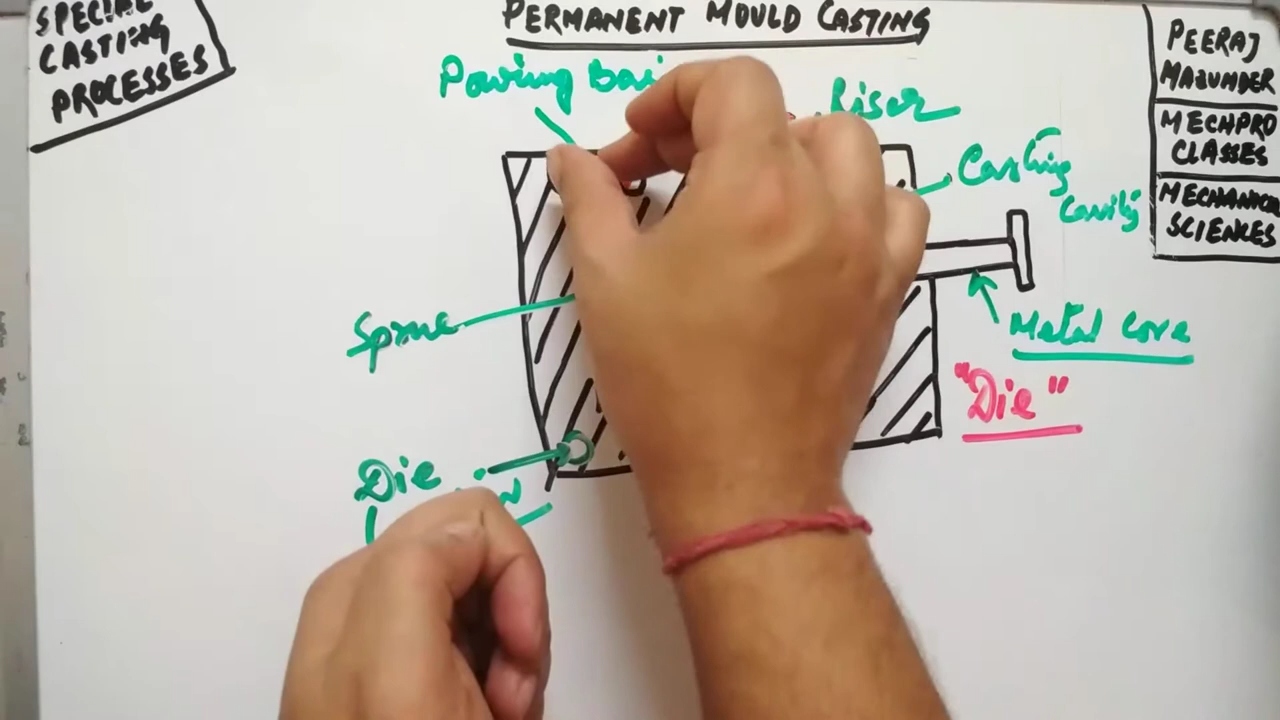 SPECIAL
CASTING
PROCESSES
PERMANENT MOULD CASTING
PEERAJ
MAZUMDER
MECHPRO
CLASSES
MECHANICAL
SCIENCES
Pouring
Riser
Casting
Cavity
Sprue
Metal Core
"Die"
Die